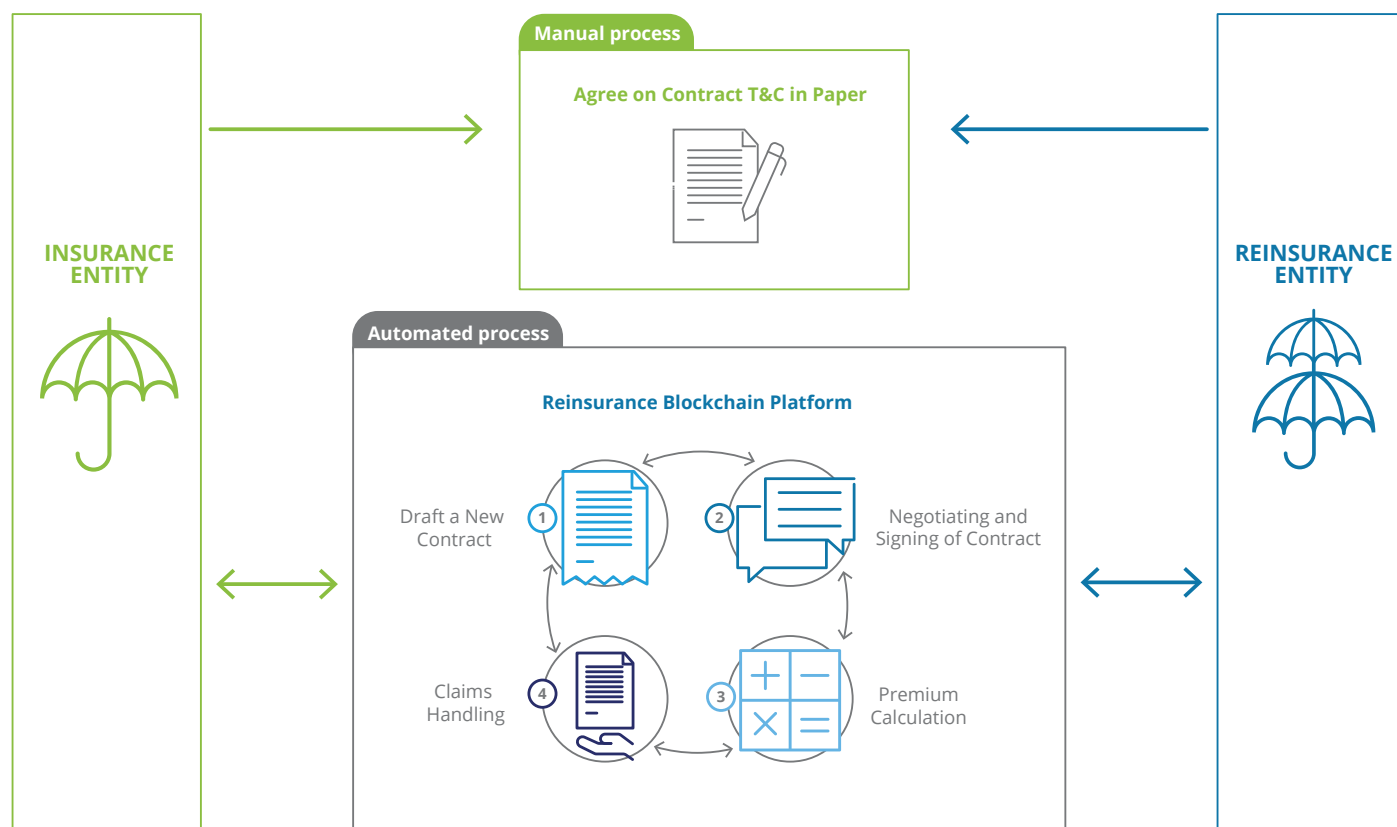 Manual process
Agree on Contract T&C in Paper
INSURANCE
ENTITY
REINSURANCE
ENTITY
Automated process
Reinsurance Blockchain Platform
Draft a New
Contract
1
2
Negotiating and
Signing of Contract
Claims
Handling
4
3
Premium
Calculation